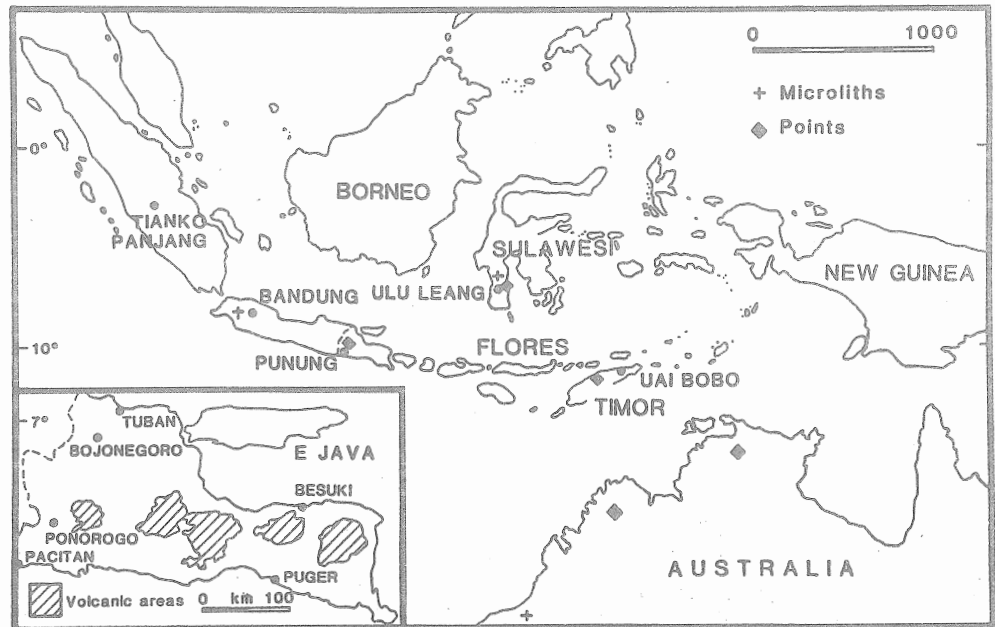 0 1000
+ Microliths
◆ Points
0°
BORNEO
TIANKO
PANJANG
SULAWESI
NEW GUINEA
BANDUNG
ULU LEANG
10°
PUNUNG
FLORES
UAI BOBO
TIMOR
AUSTRALIA
7°
TUBAN
BOJONEGORO
E JAVA
BESUKI
PONOROGO
PACITAN
PUGER
Volcanic areas
0 km 100